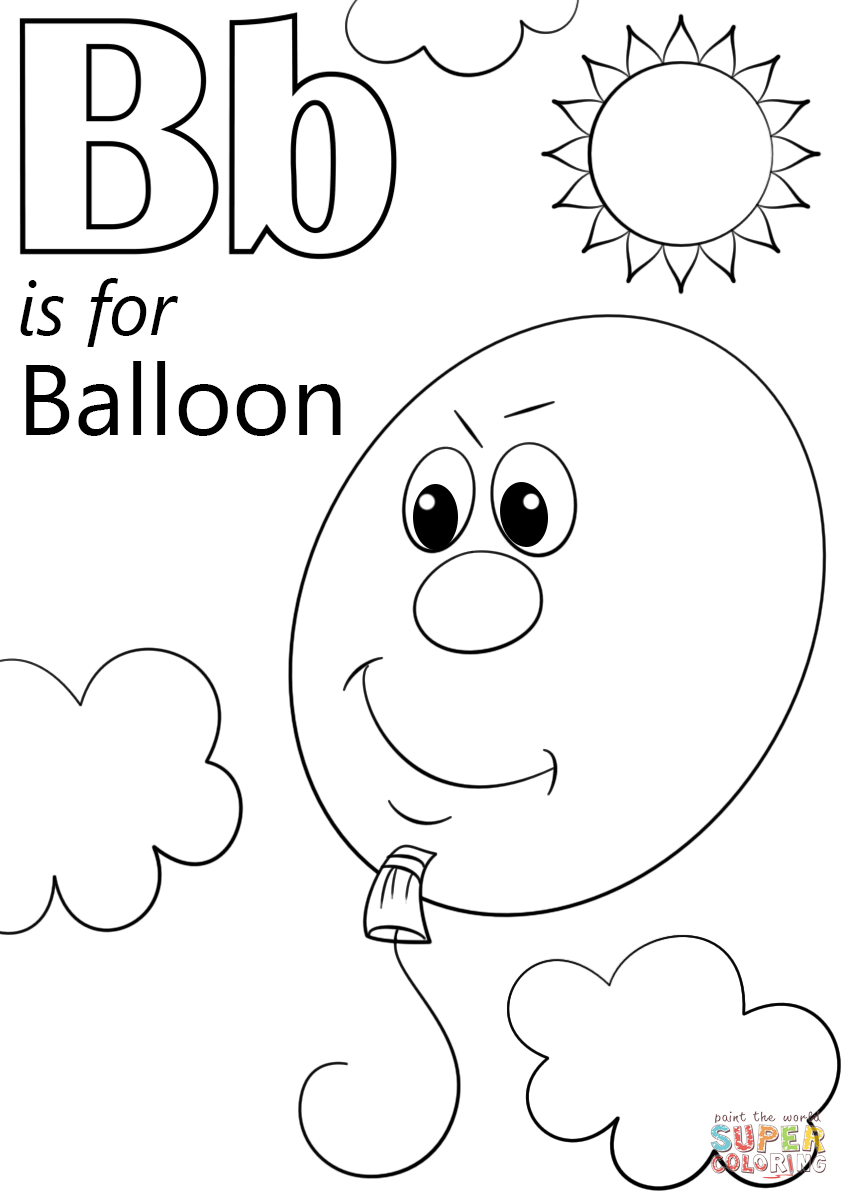 Bb
is for
Balloon
paint the world
SUPER
COLORING